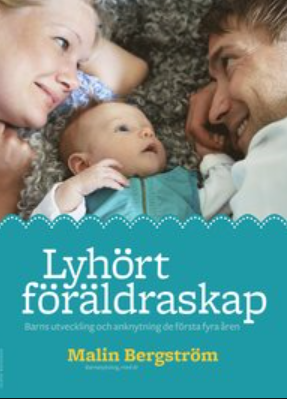 Lyhört
föräldraskap
Barns utveckling och anknytning de första fyra åren
Malin Bergström